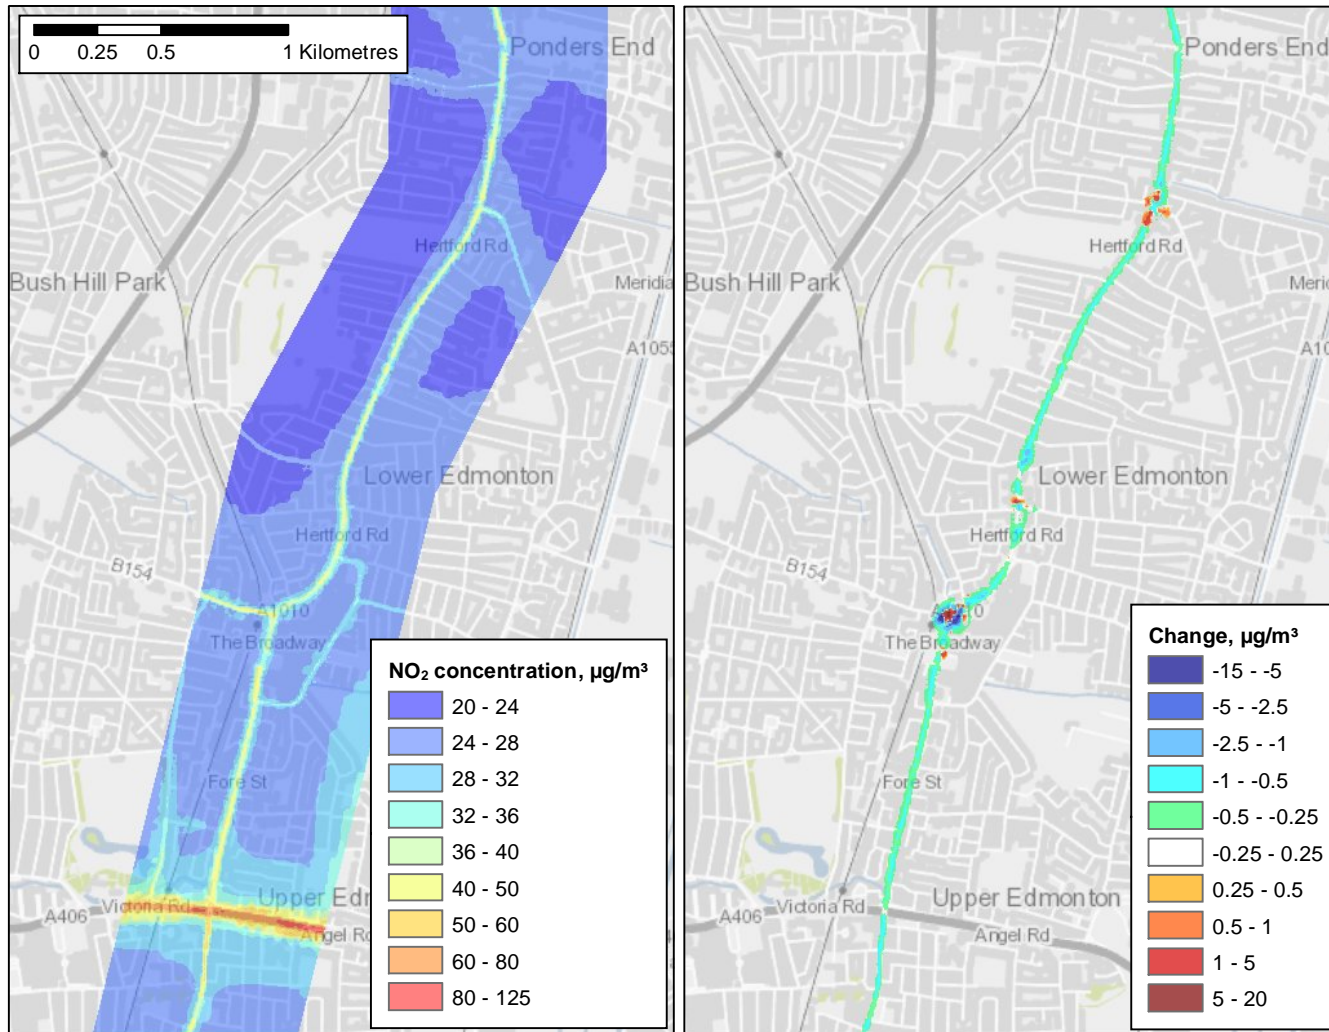 0 0.25 0.5 1 Kilometres
Ponders End
Hertford Rd
Bush Hill Park
Meridia
A1055
Lower Edmonton
Hertford Rd
B154
A1010
The Broadway
Fore St
Upper Ed
A406
Victoria Rd
Angel Rd
NO₂ concentration, µg/m³
20 - 24
24 - 28
28 - 32
32 - 36
36 - 40
40 - 50
50 - 60
60 - 80
80 - 125
Ponders End
Hertford Rd
Bush Hill Park
Merid
A10
Lower Edmonton
Hertford Rd
B154
The Broadway
Fore St
Upper Edmonton
A406
Victoria Rd
Angel Rd
Change, µg/m³
-15 - -5
-5 - -2.5
-2.5 - -1
-1 - -0.5
-0.5 - -0.25
-0.25 - 0.25
0.25 - 0.5
0.5 - 1
1 - 5
5 - 20